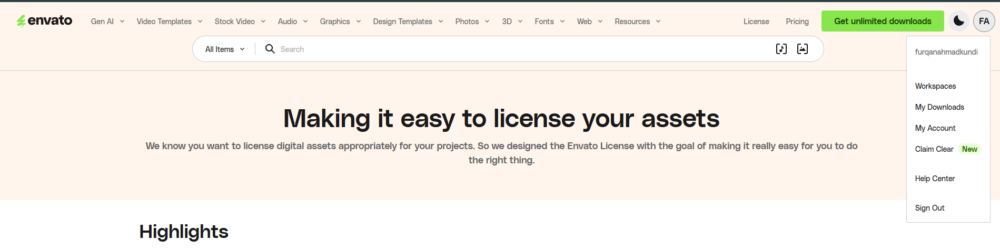 envato
Gen AI Video Templates Stock Video Audio Graphics Design Templates Photos 3D Fonts Web Resources License Pricing Get unlimited downloads FA
All Items Search
furqanahmadkundi
Workspaces
My Downloads
My Account
Claim Clear New
Help Center
Sign Out
Making it easy to license your assets
We know you want to license digital assets appropriately for your projects. So we designed the Envato License with the goal of making it really easy for you to do
the right thing.
Highlights